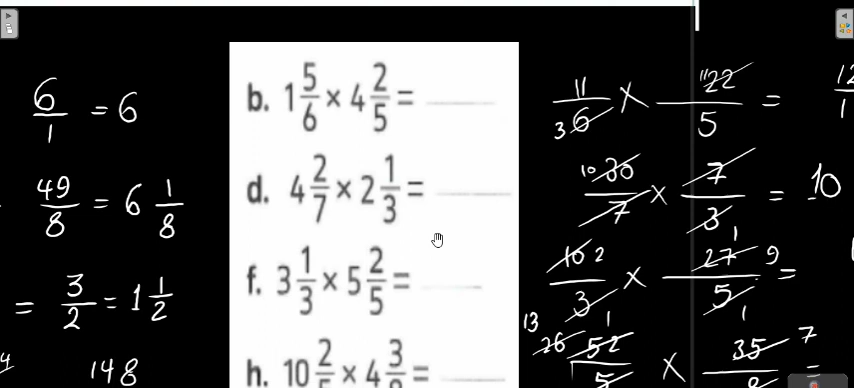 6/1 = 6
b. 1 5/6 × 4 2/5 =
11/3 6 × 11 22/5 = 12/1
49/8 = 6 1/8
d. 4 2/7 × 2 1/3 =
10 30/7 × 7/3 = 10
= 3/2 = 1 1/2
f. 3 1/3 × 5 2/5 =
10 2/3 1 × 27 9/5 1 =
148
h. 10 2/5 × 4 3/8 =
13 26 52/5 1 × 35 7/8 =